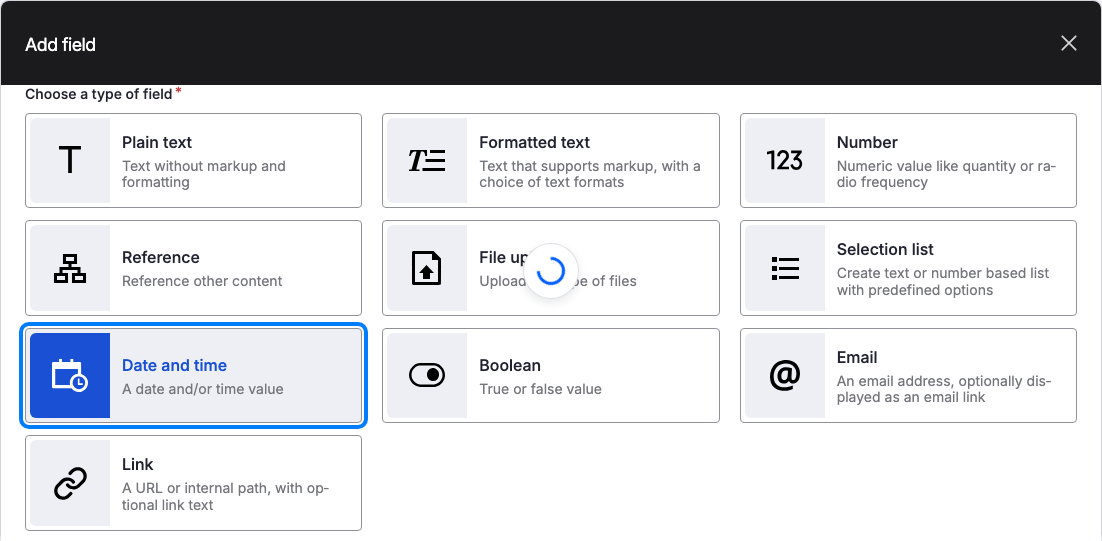 Add field
Choose a type of field *
Plain text
Text without markup and
formatting
Formatted text
Text that supports markup, with a
choice of text formats
123
Number
Numeric value like quantity or ra-
dio frequency
Reference
Reference other content
File
Upload of files
Selection list
Create text or number based list
with predefined options
Date and time
A date and/or time value
Boolean
True or false value
@
Email
An email address, optionally dis-
played as an email link
Link
A URL or internal path, with op-
tional link text